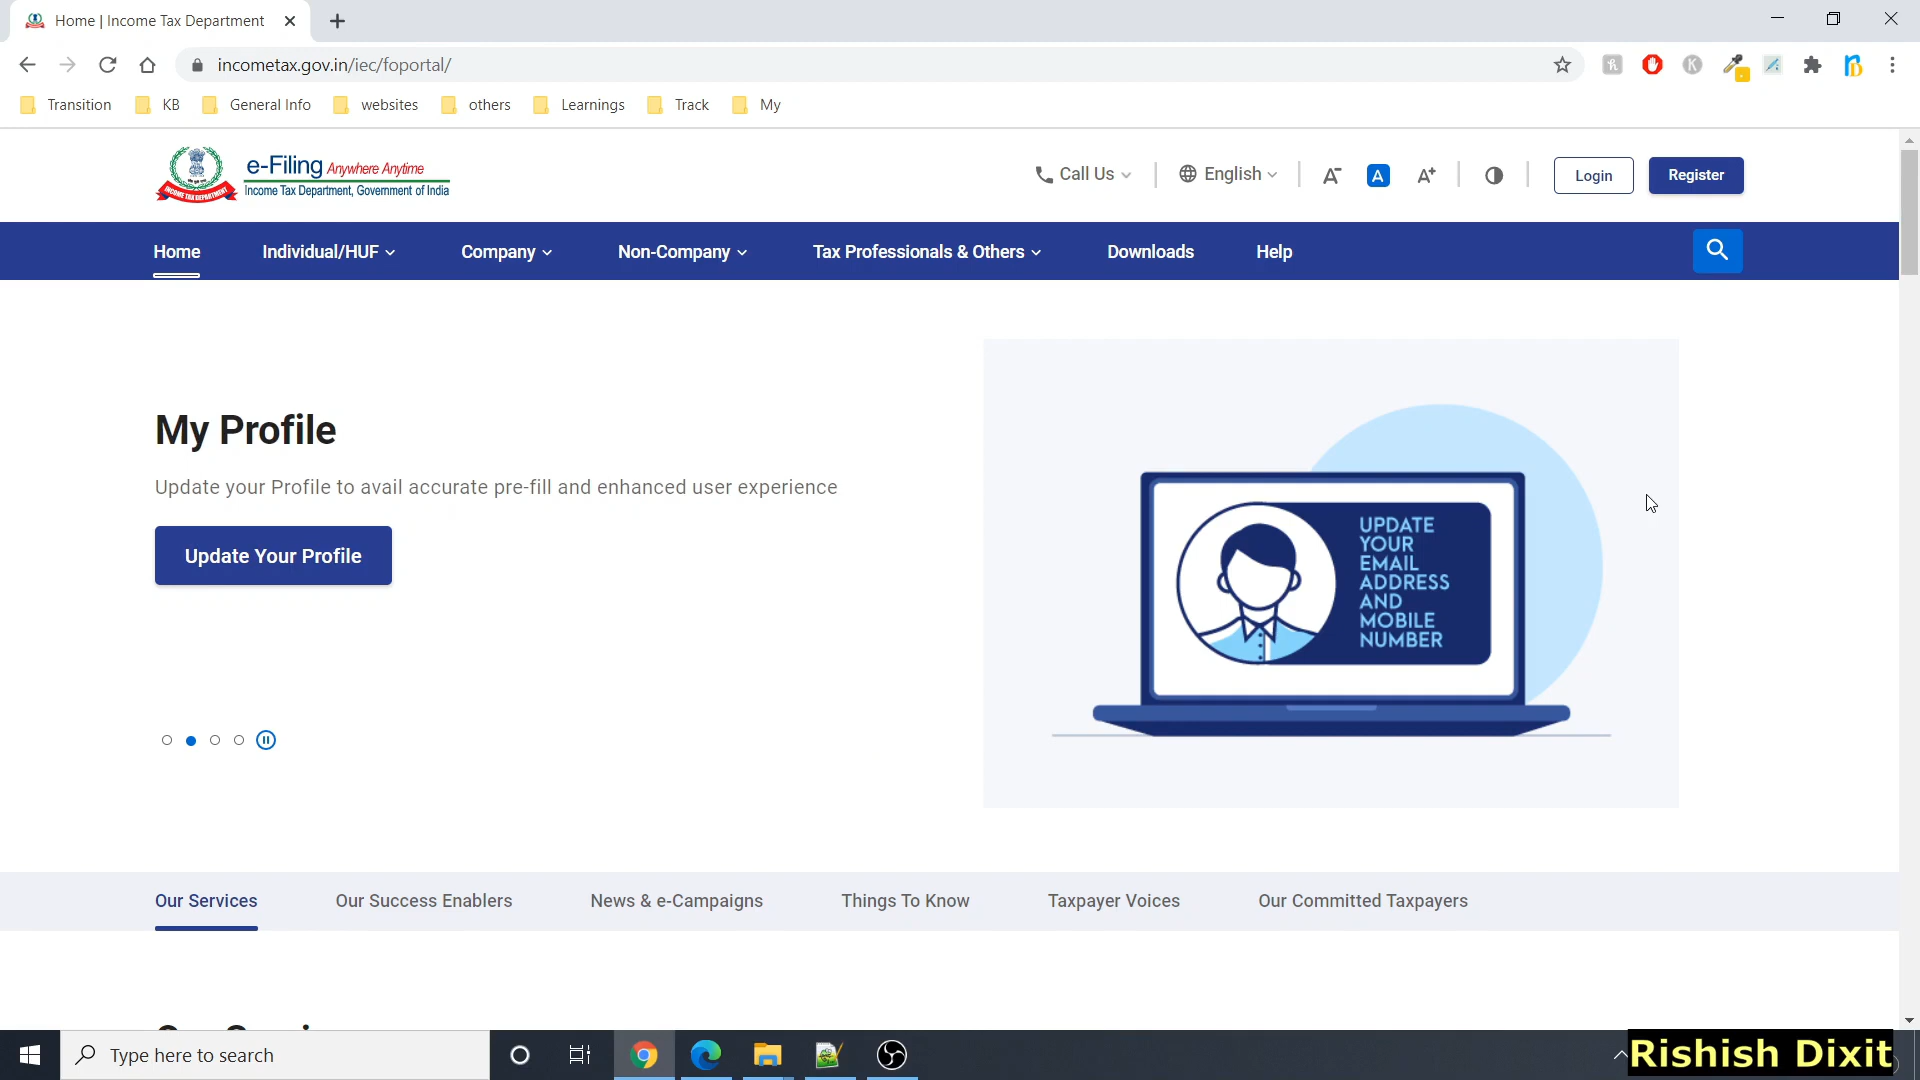 Home | Income Tax Department
incometax.gov.in/iec/foportal/
Transition KB General Info websites others Learnings Track My
e-Filing Anywhere Anytime
Income Tax Department, Government of India
INCOME TAX DEPARTMENT
Call Us English A- A A+ Login Register
Home Individual/HUF Company Non-Company Tax Professionals & Others Downloads Help
My Profile
Update your Profile to avail accurate pre-fill and enhanced user experience
Update Your Profile
UPDATE
YOUR
EMAIL
ADDRESS
AND
MOBILE
NUMBER
Our Services Our Success Enablers News & e-Campaigns Things To Know Taxpayer Voices Our Committed Taxpayers
Type here to search
Rishish Dixit